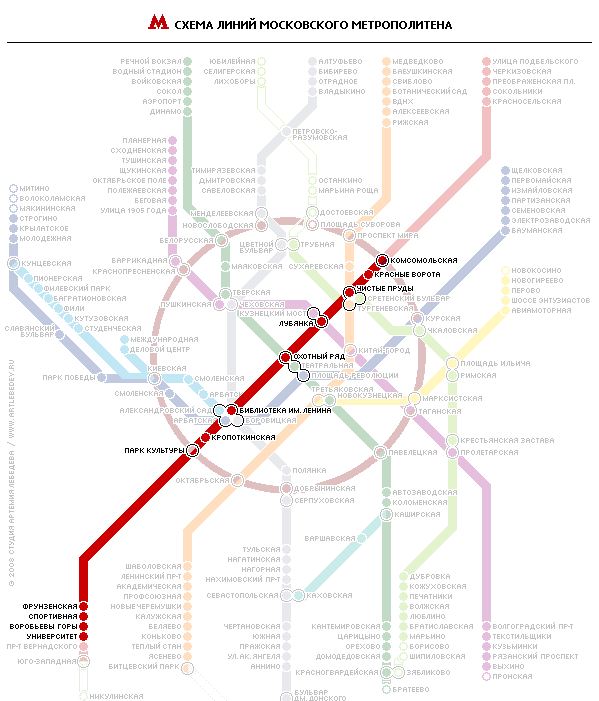 СХЕМА ЛИНИЙ МОСКОВСКОГО МЕТРОПОЛИТЕНА
РЕЧНОЙ ВОКЗАЛ
ВОДНЫЙ СТАДИОН
ВОЙКОВСКАЯ
СОКОЛ
АЭРОПОРТ
ДИНАМО
ЮБИЛЕЙНАЯ
СЕЛИГЕРСКАЯ
ЛИХОБОРЫ
АЛТУФЬЕВО
БИБИРЕВО
ОТРАДНОЕ
ВЛАДЫКИНО
МЕДВЕДКОВО
БАБУШКИНСКАЯ
СВИБЛОВО
БОТАНИЧЕСКИЙ САД
ВДНХ
АЛЕКСЕЕВСКАЯ
РИЖСКАЯ
УЛИЦА ПОДБЕЛЬСКОГО
ЧЕРКИЗОВСКАЯ
ПРЕОБРАЖЕНСКАЯ ПЛ.
СОКОЛЬНИКИ
КРАСНОСЕЛЬСКАЯ
ПЕТРОВСКО-
РАЗУМОВСКАЯ
ПЛАНЕРНАЯ
СХОДНЕНСКАЯ
ТУШИНСКАЯ
ЩУКИНСКАЯ
ОКТЯБРЬСКОЕ ПОЛЕ
ПОЛЕЖАЕВСКАЯ
БЕГОВАЯ
УЛИЦА 1905 ГОДА
ТИМИРЯЗЕВСКАЯ
ДМИТРОВСКАЯ
САВЕЛОВСКАЯ
ОСТАНКИНО
МАРЬИНА РОЩА
ЩЕЛКОВСКАЯ
ПЕРВОМАЙСКАЯ
ИЗМАЙЛОВСКАЯ
ПАРТИЗАНСКАЯ
СЕМЕНОВСКАЯ
ЭЛЕКТРОЗАВОДСКАЯ
БАУМАНСКАЯ
МИТИНО
ВОЛОКОЛАМСКАЯ
МЯКИНИНСКАЯ
СТРОГИНО
КРЫЛАТСКОЕ
МОЛОДЕЖНАЯ
МЕНДЕЛЕЕВСКАЯ
НОВОСЛОБОДСКАЯ
ДОСТОЕВСКАЯ
ПЛОЩАДЬ СУВОРОВА
ПРОСПЕКТ МИРА
БЕЛОРУССКАЯ
ЦВЕТНОЙ
БУЛЬВАР
ТРУБНАЯ
КУНЦЕВСКАЯ
ПИОНЕРСКАЯ
ФИЛЕВСКИЙ ПАРК
БАГРАТИОНОВСКАЯ
ФИЛИ
КУТУЗОВСКАЯ
СТУДЕНЧЕСКАЯ
СЛАВЯНСКИЙ
БУЛЬВАР
БАРРИКАДНАЯ
КРАСНОПРЕСНЕНСКАЯ
МАЯКОВСКАЯ
СУХАРЕВСКАЯ
КОМСОМОЛЬСКАЯ
КРАСНЫЕ ВОРОТА
ЧИСТЫЕ ПРУДЫ
СРЕТЕНСКИЙ БУЛЬВАР
ТУРГЕНЕВСКАЯ
НОВОКОСИНО
НОВОГИРЕЕВО
ПЕРОВО
ШОССЕ ЭНТУЗИАСТОВ
АВИАМОТОРНАЯ
ТВЕРСКАЯ
ПУШКИНСКАЯ
ЧЕХОВСКАЯ
КУЗНЕЦКИЙ МОСТ
ЛУБЯНКА
КУРСКАЯ
ЧКАЛОВСКАЯ
МЕЖДУНАРОДНАЯ
ДЕЛОВОЙ ЦЕНТР
ОХОТНЫЙ РЯД
ТЕАТРАЛЬНАЯ
ПЛОЩАДЬ РЕВОЛЮЦИИ
КИТАЙ-ГОРОД
ПЛОЩАДЬ ИЛЬИЧА
РИМСКАЯ
ПАРК ПОБЕДЫ
КИЕВСКАЯ
СМОЛЕНСКАЯ
СМОЛЕНСКАЯ
АРБАТСКАЯ
ТРЕТЬЯКОВСКАЯ
НОВОКУЗНЕЦКАЯ
МАРКСИСТСКАЯ
ТАГАНСКАЯ
АЛЕКСАНДРОВСКИЙ САД
АРБАТСКАЯ
БИБЛИОТЕКА ИМ. ЛЕНИНА
БОРОВИЦКАЯ
КРОПОТКИНСКАЯ
ПАРК КУЛЬТУРЫ
КРЕСТЬЯНСКАЯ ЗАСТАВА
ПРОЛЕТАРСКАЯ
ПАВЕЛЕЦКАЯ
ПОЛЯНКА
ОКТЯБРЬСКАЯ
ДОБРЫНИНСКАЯ
СЕРПУХОВСКАЯ
АВТОЗАВОДСКАЯ
КОЛОМЕНСКАЯ
КАШИРСКАЯ
ВАРШАВСКАЯ
ТУЛЬСКАЯ
НАГАТИНСКАЯ
НАГОРНАЯ
НАХИМОВСКИЙ ПР-Т
СЕВАСТОПОЛЬСКАЯ
КАХОВСКАЯ
ШАБОЛОВСКАЯ
ЛЕНИНСКИЙ ПР-Т
АКАДЕМИЧЕСКАЯ
ПРОФСОЮЗНАЯ
НОВЫЕ ЧЕРЕМУШКИ
КАЛУЖСКАЯ
БЕЛЯЕВО
КОНЬКОВО
ТЕПЛЫЙ СТАН
ЯСЕНЕВО
БИТЦЕВСКИЙ ПАРК
ДУБРОВКА
КОЖУХОВСКАЯ
ПЕЧАТНИКИ
ВОЛЖСКАЯ
ЛЮБЛИНО
БРАТИСЛАВСКАЯ
МАРЬИНО
БОРИСОВО
ШИПИЛОВСКАЯ
ЗЯБЛИКОВО
ФРУНЗЕНСКАЯ
СПОРТИВНАЯ
ВОРОБЬЕВЫ ГОРЫ
УНИВЕРСИТЕТ
ПР-Т ВЕРНАДСКОГО
ЮГО-ЗАПАДНАЯ
НИКУЛИНСКАЯ
ЧЕРТАНОВСКАЯ
ЮЖНАЯ
ПРАЖСКАЯ
УЛ. АК. ЯНГЕЛЯ
АННИНО
БУЛЬВАР
ДМ. ДОНСКОГО
КАНТЕМИРОВСКАЯ
ЦАРИЦЫНО
ОРЕХОВО
ДОМОДЕДОВСКАЯ
КРАСНОГВАРДЕЙСКАЯ
БРАТЕЕВО
ВОЛГОГРАДСКИЙ ПР-Т
ТЕКСТИЛЬЩИКИ
КУЗЬМИНКИ
РЯЗАНСКИЙ ПРОСПЕКТ
ВЫХИНО
ПРОНСКАЯ
© 2003 СТУДИЯ АРТЕМИЯ ЛЕБЕДЕВА / WWW.ARTLEBEDEV.RU